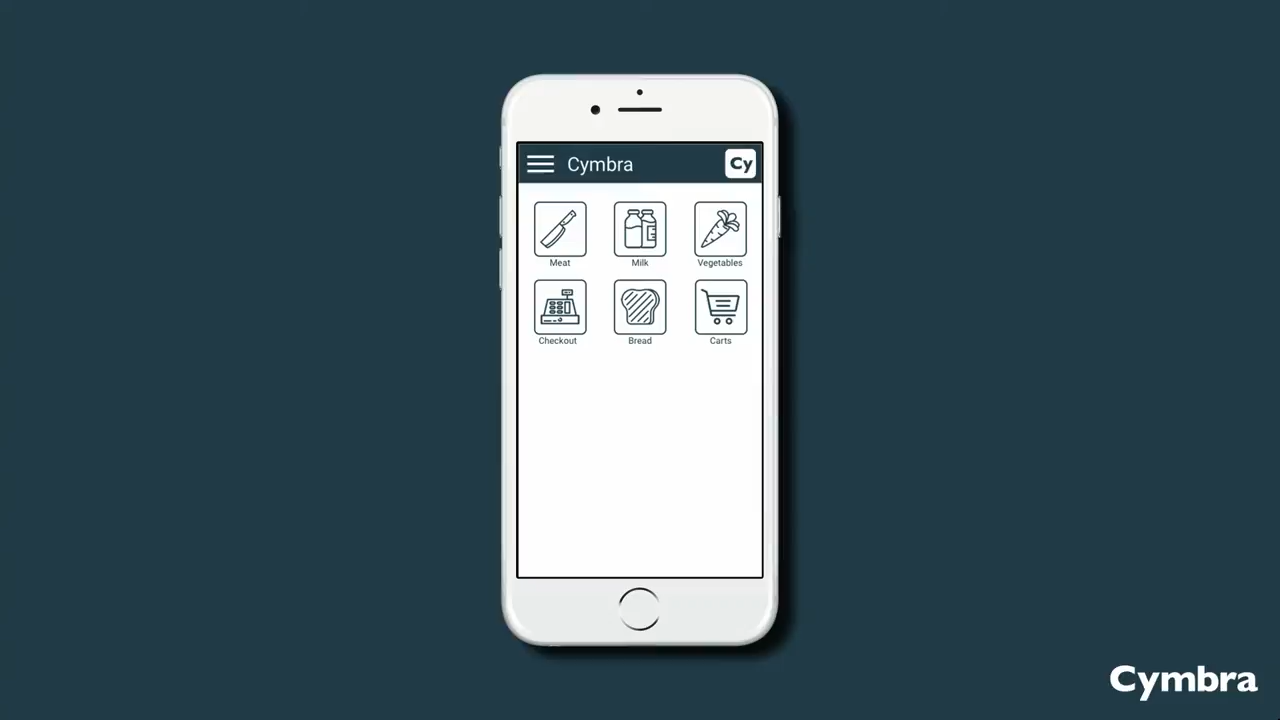 Cymbra
Cy
Meat
Milk
Vegetables
Checkout
Bread
Carts
Cymbra